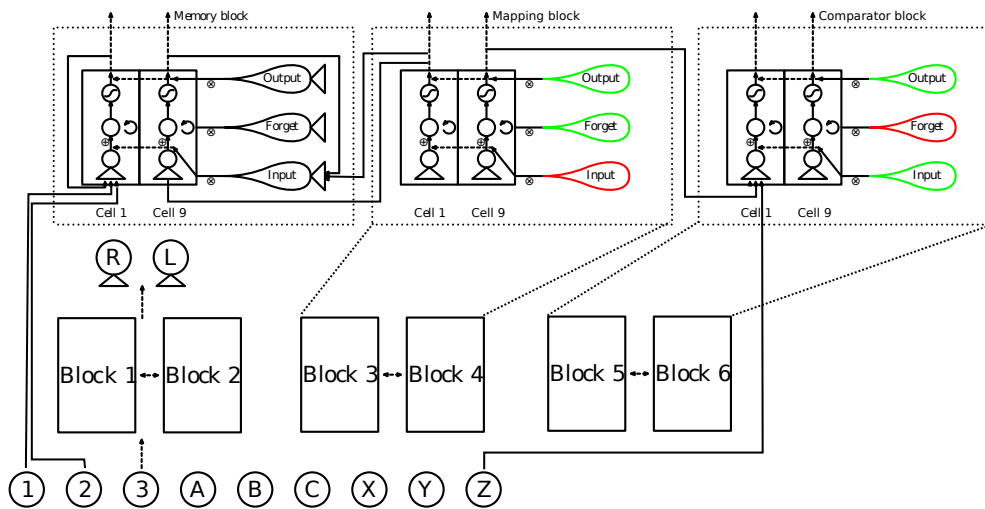 Memory block
Mapping block
Comparator block
Output
Output
Output
Forget
Forget
Forget
Input
Input
Input
Cell 1
Cell 9
Cell 1
Cell 9
Cell 1
Cell 9
R
L
Block 1
Block 2
Block 3
Block 4
Block 5
Block 6
1
2
3
A
B
C
X
Y
Z